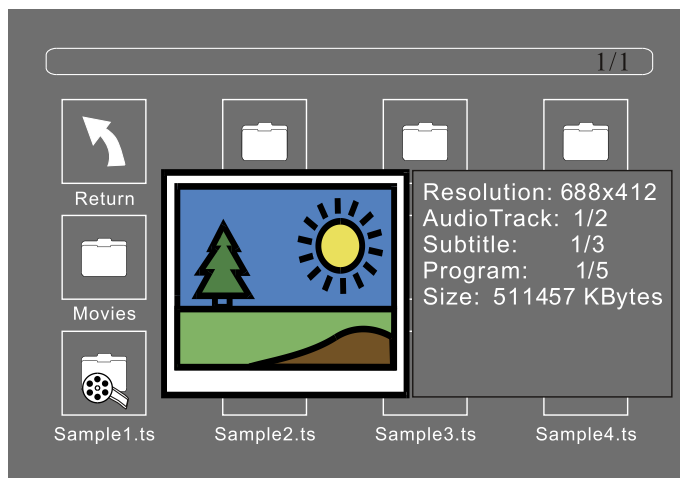 1/1
Return
Resolution: 688x412
AudioTrack: 1/2
Subtitle: 1/3
Program: 1/5
Size: 511457 KBytes
Movies
Sample1.ts Sample2.ts Sample3.ts Sample4.ts